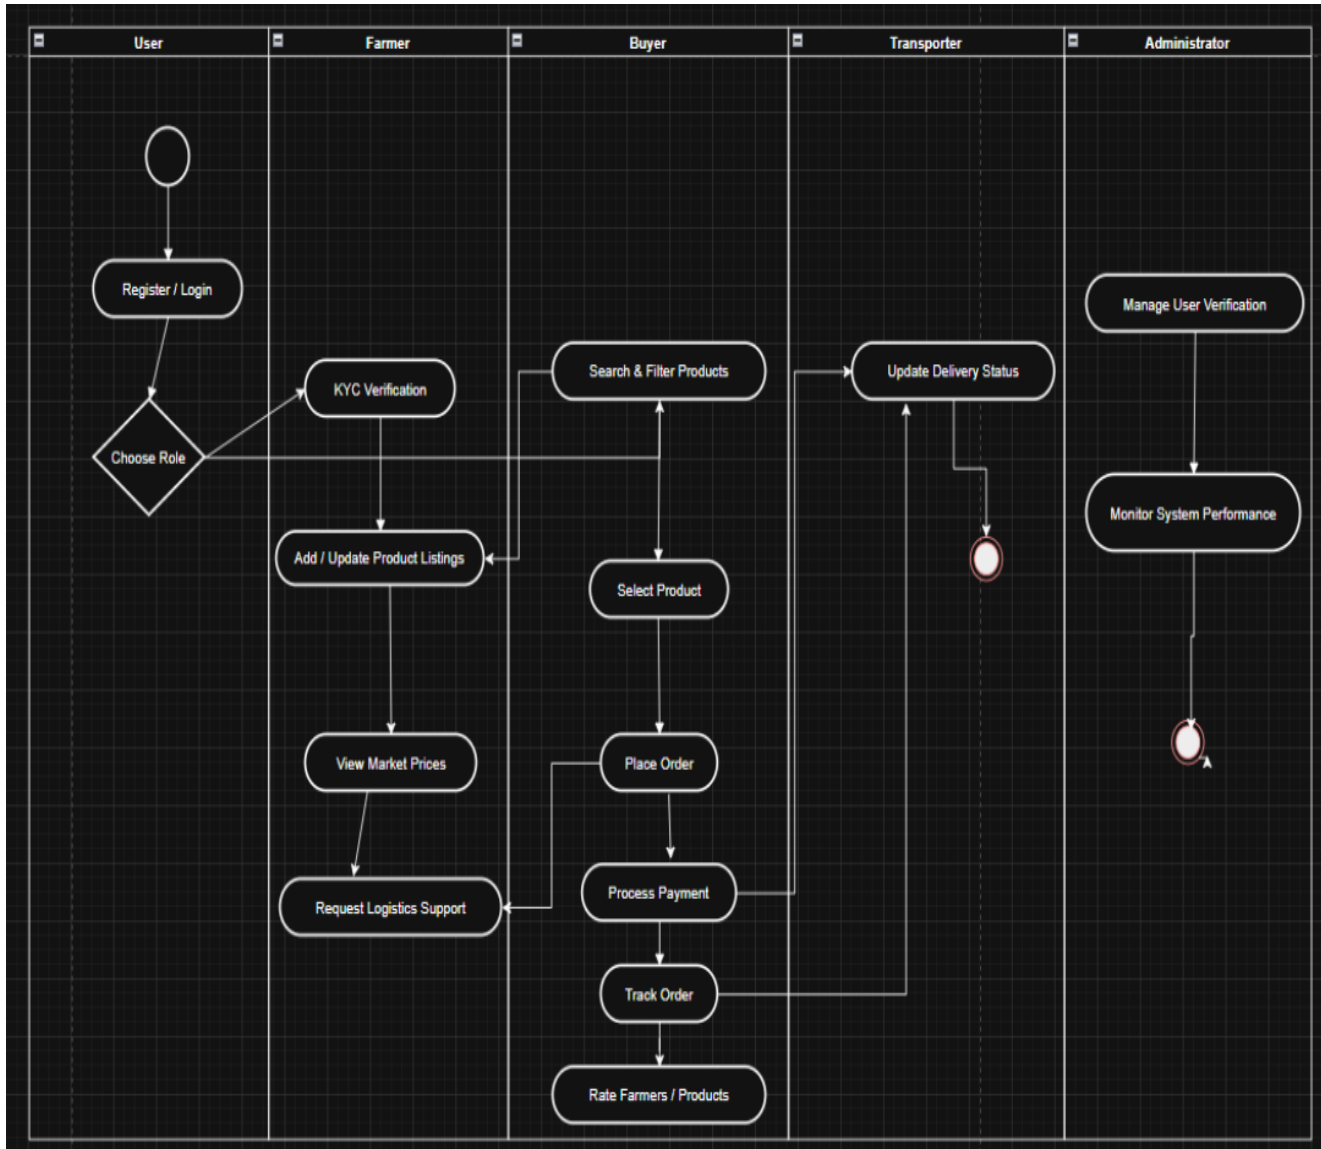 User
Farmer
Buyer
Transporter
Administrator
Register / Login
Manage User Verification
Search & Filter Products
Update Delivery Status
KYC Verification
Choose Role
Monitor System Performance
Add / Update Product Listings
Select Product
View Market Prices
Place Order
Process Payment
Request Logistics Support
Track Order
Rate Farmers / Products